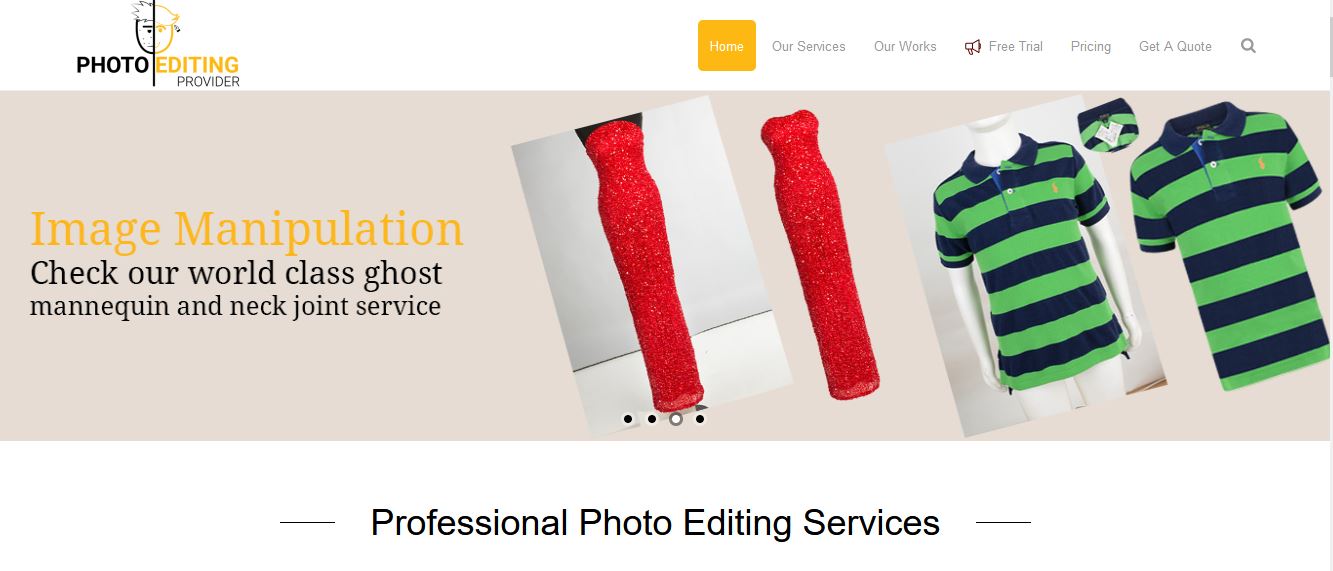 PHOTO EDITING
PROVIDER
Home
Our Services
Our Works
Free Trial
Pricing
Get A Quote
Image Manipulation
Check our world class ghost
mannequin and neck joint service
Professional Photo Editing Services